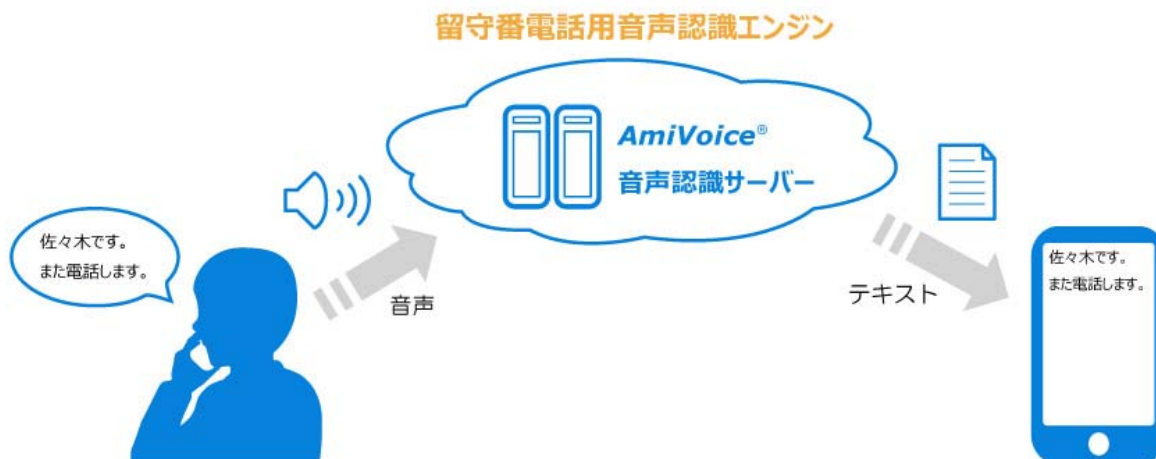 留守番電話用音声認識エンジン
AmiVoice®
音声認識サーバー
佐々木です。
また電話します。
音声
テキスト
佐々木です。
また電話します。